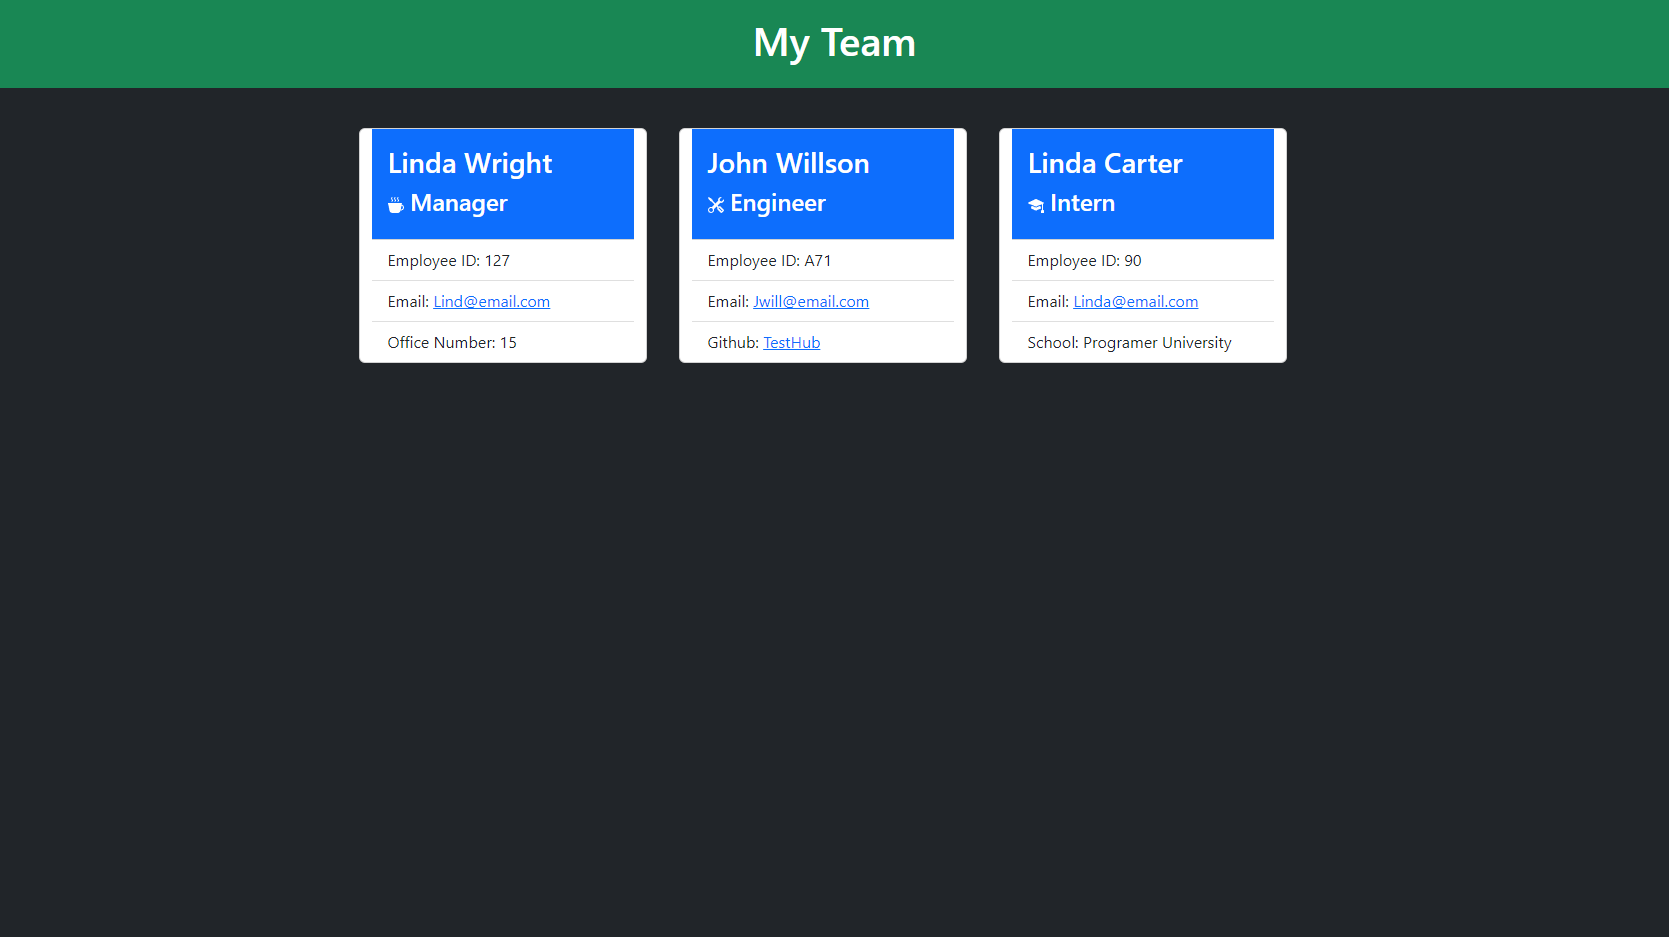 My Team
Linda Wright
Manager
Employee ID: 127
Email: Lind@email.com
Office Number: 15
John Willson
Engineer
Employee ID: A71
Email: Jwill@email.com
Github: TestHub
Linda Carter
Intern
Employee ID: 90
Email: Linda@email.com
School: Programer University